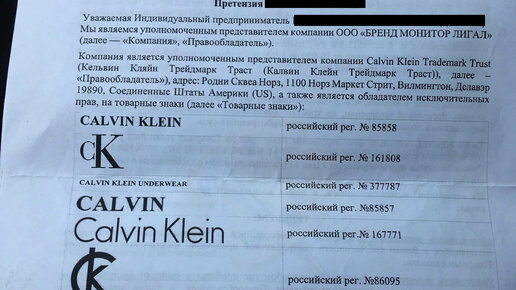 Претензия
Уважаемая Индивидуальный предприниматель
Мы являемся уполномоченным представителем компании ООО «БРЕНД МОНИТОР ЛИГАЛ»
(далее — «Компания», «Правообладатель»).
Компания является уполномоченным представителем компании Calvin Klein Trademark Trust
(Кельвин Кляйн Трейдмарк Траст (Калвин Клейн Трейдмарк Траст)), далее –
«Правообладатель»), адрес: Родни Сквеа Норз, 1100 Норз Маркет Стрит, Вилмингтон, Делавэр
19890, Соединенные Штаты Америки (US), а также является обладателем исключительных
прав, на товарные знаки (далее «Товарные знаки»):
CALVIN KLEIN российский рег. № 85858
CK российский рег. № 161808
CALVIN KLEIN UNDERWEAR российский рег. № 377787
CALVIN российский рег. №85857
Calvin Klein российский рег.№ 167771
CK российский рег. №86095